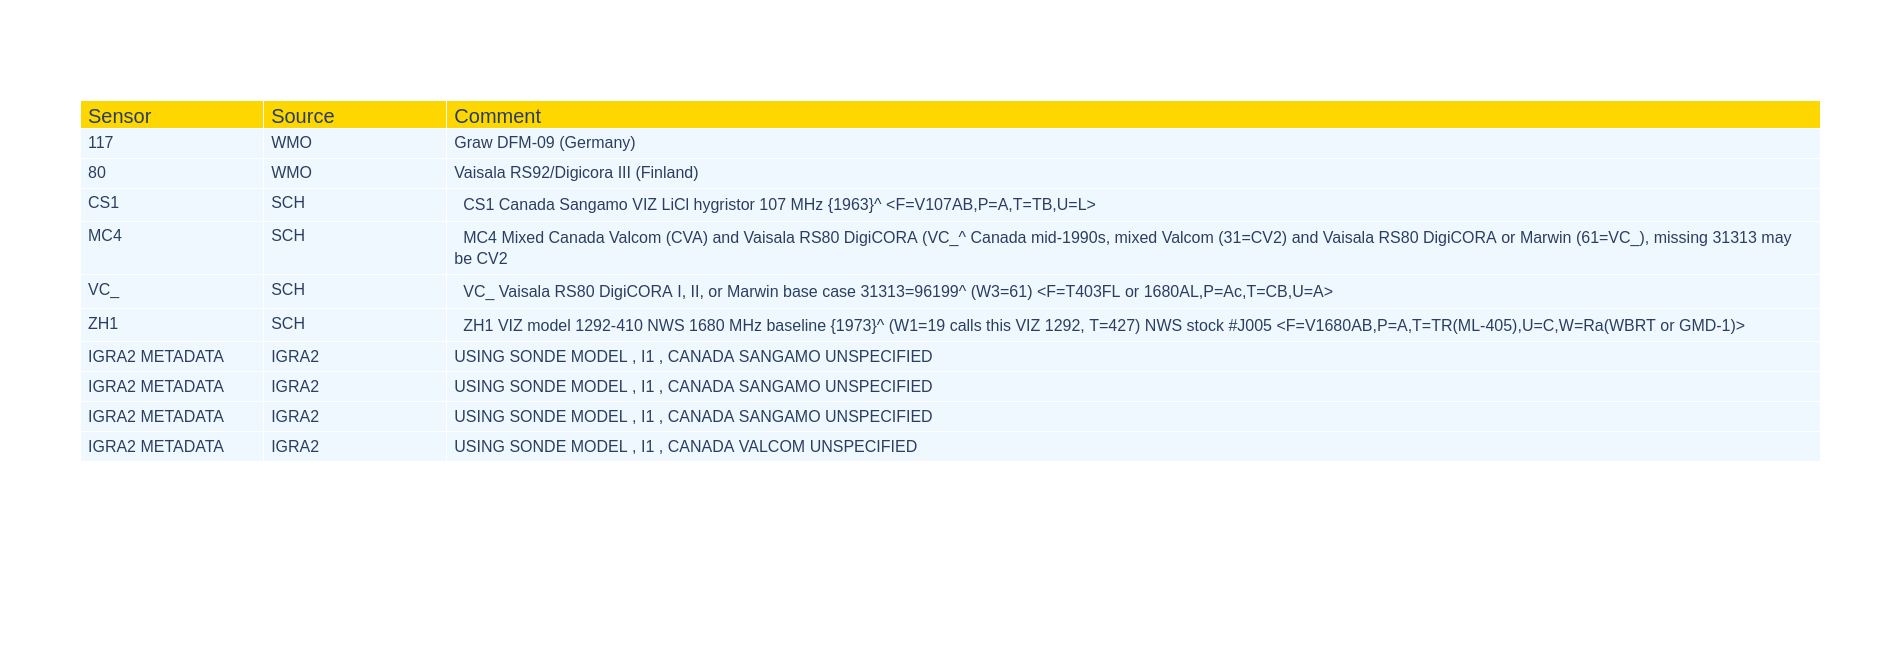 Sensor Source Comment
117 WMO Graw DFM-09 (Germany)
80 WMO Vaisala RS92/Digicora III (Finland)
CS1 SCH CS1 Canada Sangamo VIZ LiCl hygristor 107 MHz {1963}^ <F=V107AB,P=A,T=TB,U=L>
MC4 SCH MC4 Mixed Canada Valcom (CVA) and Vaisala RS80 DigiCORA (VC_^ Canada mid-1990s, mixed Valcom (31=CV2) and Vaisala RS80 DigiCORA or Marwin (61=VC_), missing 31313 may
be CV2
VC_ SCH VC_ Vaisala RS80 DigiCORA I, II, or Marwin base case 31313=96199^ (W3=61) <F=T403FL or 1680AL,P=Ac,T=CB,U=A>
ZH1 SCH ZH1 VIZ model 1292-410 NWS 1680 MHz baseline {1973}^ (W1=19 calls this VIZ 1292, T=427) NWS stock #J005 <F=V1680AB,P=A,T=TR(ML-405),U=C,W=Ra(WBRT or GMD-1)>
IGRA2 METADATA IGRA2 USING SONDE MODEL , I1 , CANADA SANGAMO UNSPECIFIED
IGRA2 METADATA IGRA2 USING SONDE MODEL , I1 , CANADA SANGAMO UNSPECIFIED
IGRA2 METADATA IGRA2 USING SONDE MODEL , I1 , CANADA SANGAMO UNSPECIFIED
IGRA2 METADATA IGRA2 USING SONDE MODEL , I1 , CANADA VALCOM UNSPECIFIED